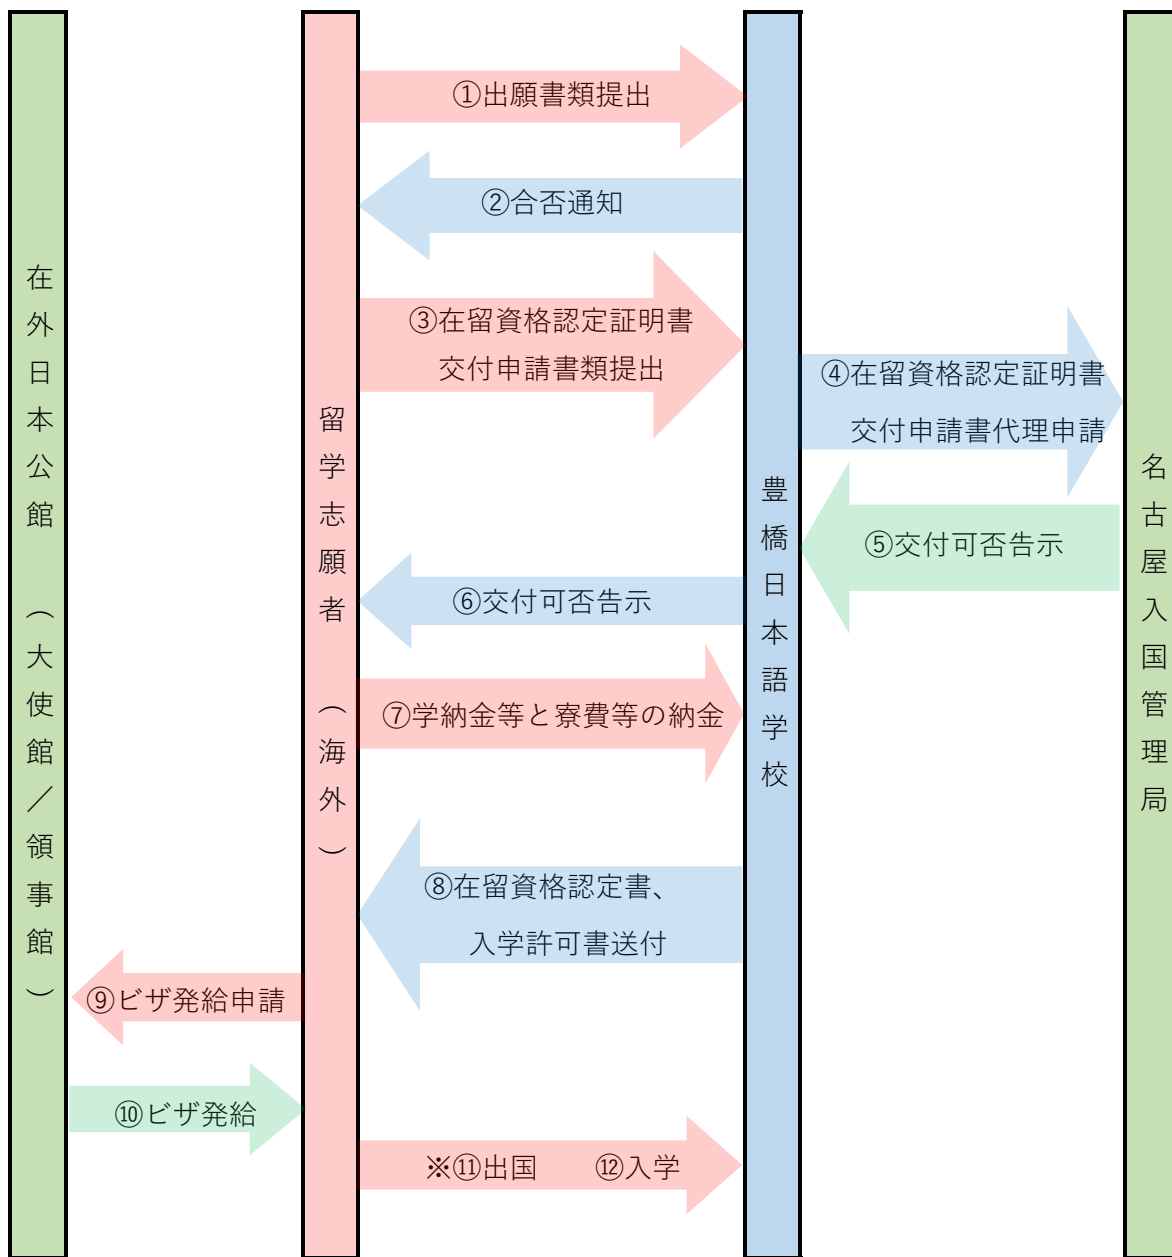 在外日本公館（大使館／領事館）
留学志願者（海外）
豊橋日本語学校
名古屋入国管理局
①出願書類提出
②合否通知
③在留資格認定証明書
交付申請書類提出
④在留資格認定証明書
交付申請書代理申請
⑤交付可否告示
⑥交付可否告示
⑦学納金等と寮費等の納金
⑧在留資格認定書、
入学許可書送付
⑨ビザ発給申請
⑩ビザ発給
※⑪出国　　⑫入学